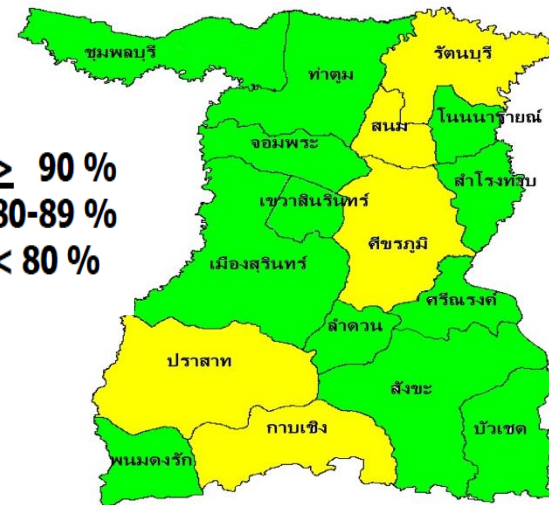 ชุมพลบุรี
ท่าตูม
รัตนบุรี
สนม
โนนนารายณ์
จอมพระ
≥ 90 %
80-89 %
< 80 %
เขวาสินรินทร์
สำโรงทาบ
ศีขรภูมิ
เมืองสุรินทร์
ศรีณรงค์
ลำดวน
ปราสาท
สังขะ
กาบเชิง
บัวเชด
พนมดงรัก